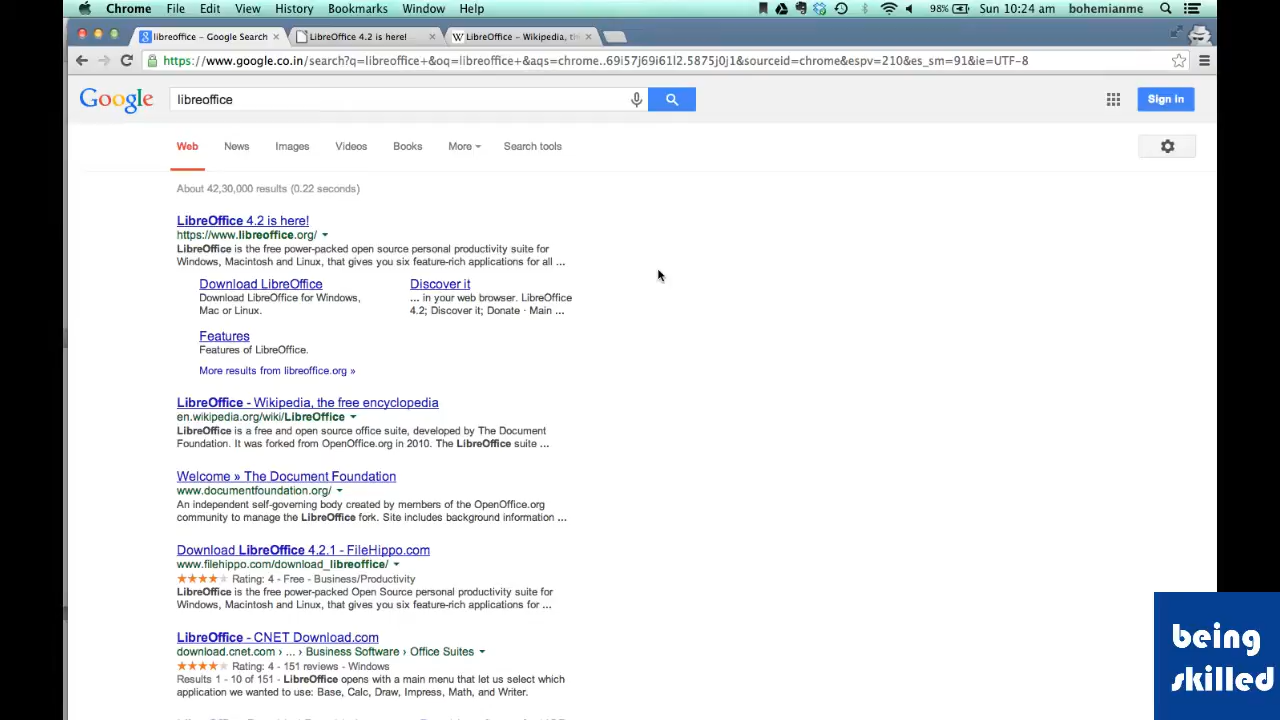 Chrome File Edit View History Bookmarks Window Help 98% Sun 10:24 am bohemianme
libreoffice - Google Search LibreOffice 4.2 is here! LibreOffice - Wikipedia, th
https://www.google.co.in/search?q=libreoffice+&oq=libreoffice+&aqs=chrome..69i57j69i61l2.5875j0j1&sourceid=chrome&espv=210&es_sm=91&ie=UTF-8
Google libreoffice Sign in
Web News Images Videos Books More Search tools
About 42,30,000 results (0.22 seconds)
LibreOffice 4.2 is here!
https://www.libreoffice.org/
LibreOffice is the free power-packed open source personal productivity suite for
Windows, Macintosh and Linux, that gives you six feature-rich applications for all ...
Download LibreOffice Discover it
Download LibreOffice for Windows, ... in your web browser. LibreOffice
Mac or Linux. 4.2; Discover it; Donate · Main ...
Features
Features of LibreOffice.
More results from libreoffice.org »
LibreOffice - Wikipedia, the free encyclopedia
en.wikipedia.org/wiki/LibreOffice
LibreOffice is a free and open source office suite, developed by The Document
Foundation. It was forked from OpenOffice.org in 2010. The LibreOffice suite ...
Welcome » The Document Foundation
www.documentfoundation.org/
An independent self-governing body created by members of the OpenOffice.org
community to manage the LibreOffice fork. Site includes background information ...
Download LibreOffice 4.2.1 - FileHippo.com
www.filehippo.com/download_libreoffice/
Rating: 4 - Free - Business/Productivity
LibreOffice is the free power-packed Open Source personal productivity suite for
Windows, Macintosh and Linux, that gives you six feature-rich applications for ...
LibreOffice - CNET Download.com
download.cnet.com › ... › Business Software › Office Suites
Rating: 4 - 151 reviews - Windows
Results 1 - 10 of 151 - LibreOffice opens with a main menu that let us select which
application we wanted to use: Base, Calc, Draw, Impress, Math, and Writer.
being
skilled